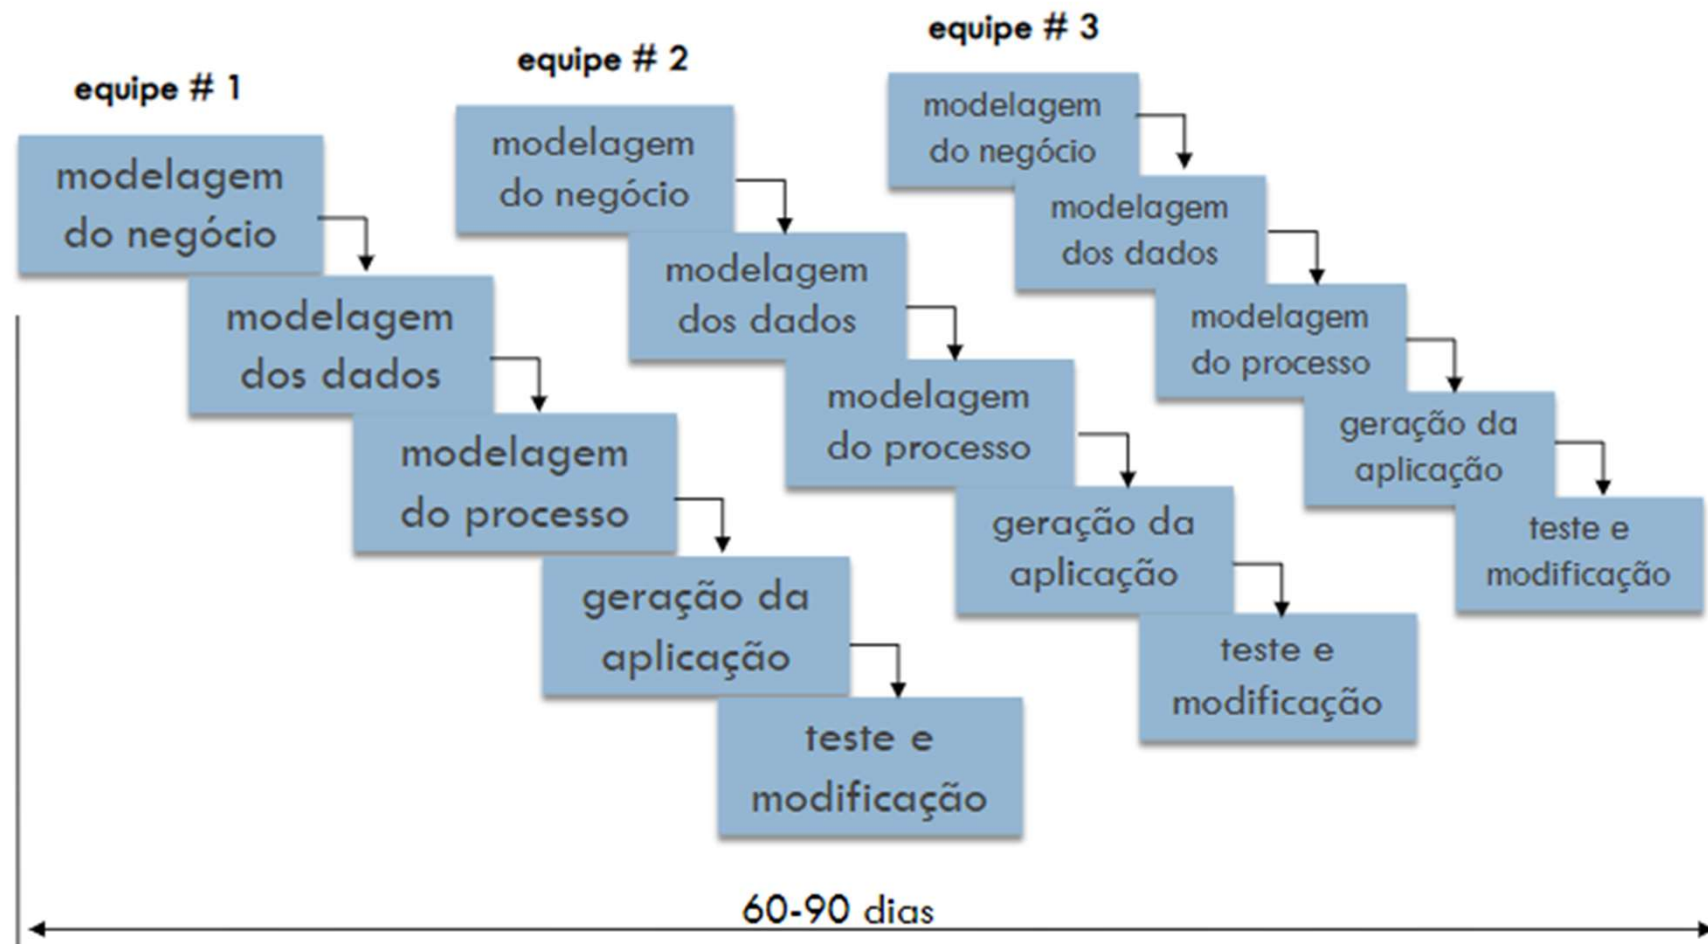 equipe # 1
modelagem
do negócio
modelagem
dos dados
modelagem
do processo
geração da
aplicação
teste e
modificação
equipe # 2
modelagem
do negócio
modelagem
dos dados
modelagem
do processo
geração da
aplicação
teste e
modificação
equipe # 3
modelagem
do negócio
modelagem
dos dados
modelagem
do processo
geração da
aplicação
teste e
modificação
60-90 dias